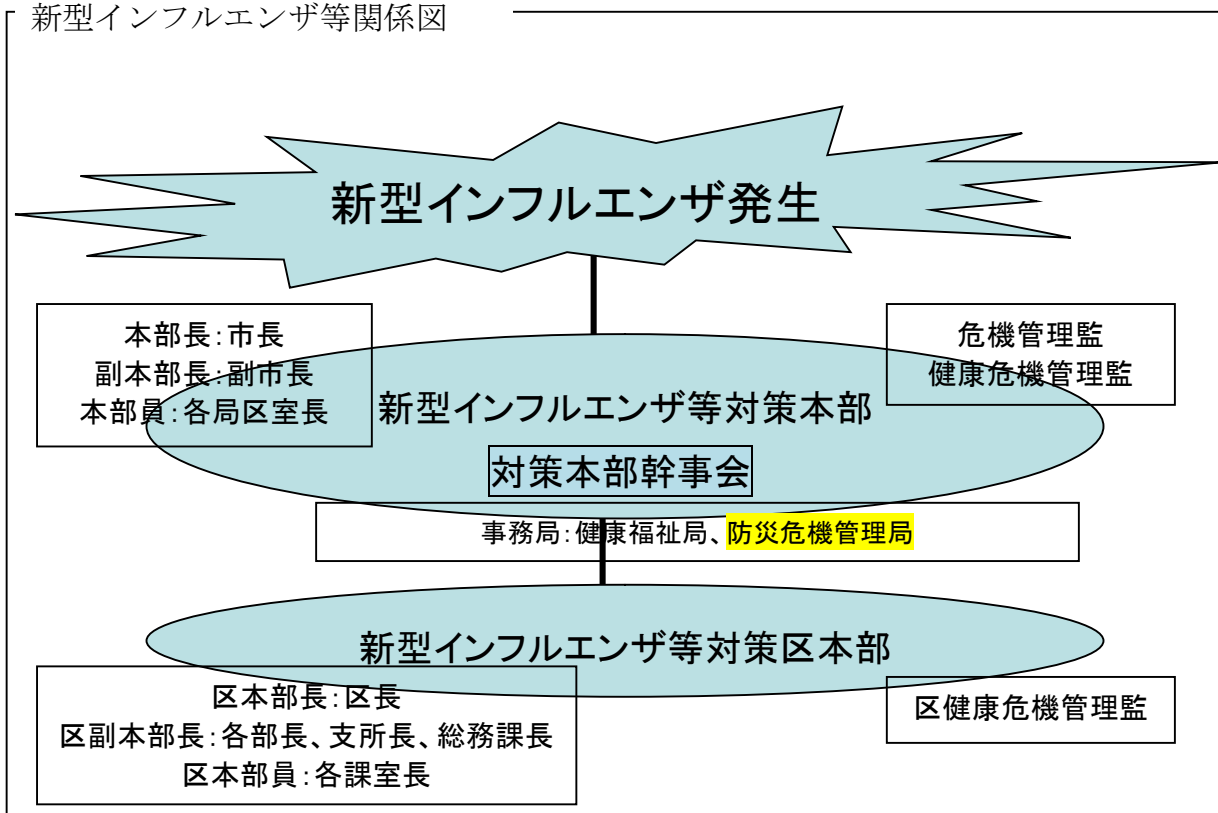 新型インフルエンザ等関係図
新型インフルエンザ発生
本部長:市長
副本部長:副市長
本部員:各局区室長
危機管理監
健康危機管理監
新型インフルエンザ等対策本部
対策本部幹事会
事務局:健康福祉局、防災危機管理局
新型インフルエンザ等対策区本部
区本部長:区長
区副本部長:各部長、支所長、総務課長
区本部員:各課室長
区健康危機管理監